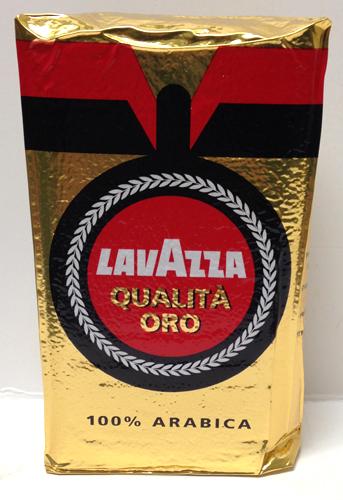 LAVAZZA
QUALITÀ
ORO
100% ARABICA